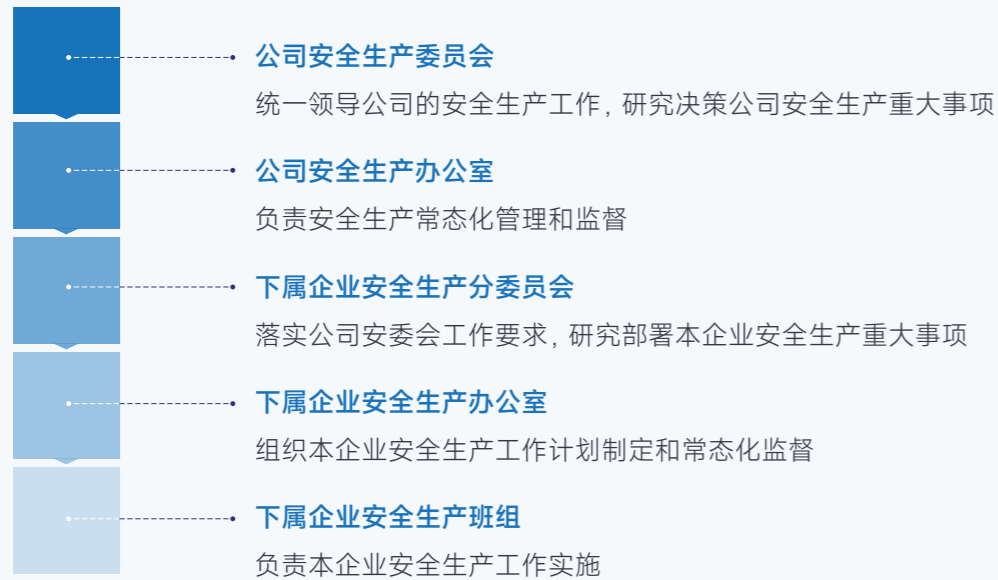 公司安全生产委员会
统一领导公司的安全生产工作, 研究决策公司安全生产重大事项
公司安全生产办公室
负责安全生产常态化管理和监督
下属企业安全生产分委员会
落实公司安委会工作要求, 研究部署本企业安全生产重大事项
下属企业安全生产办公室
组织本企业安全生产工作计划制定和常态化监督
下属企业安全生产班组
负责本企业安全生产工作实施